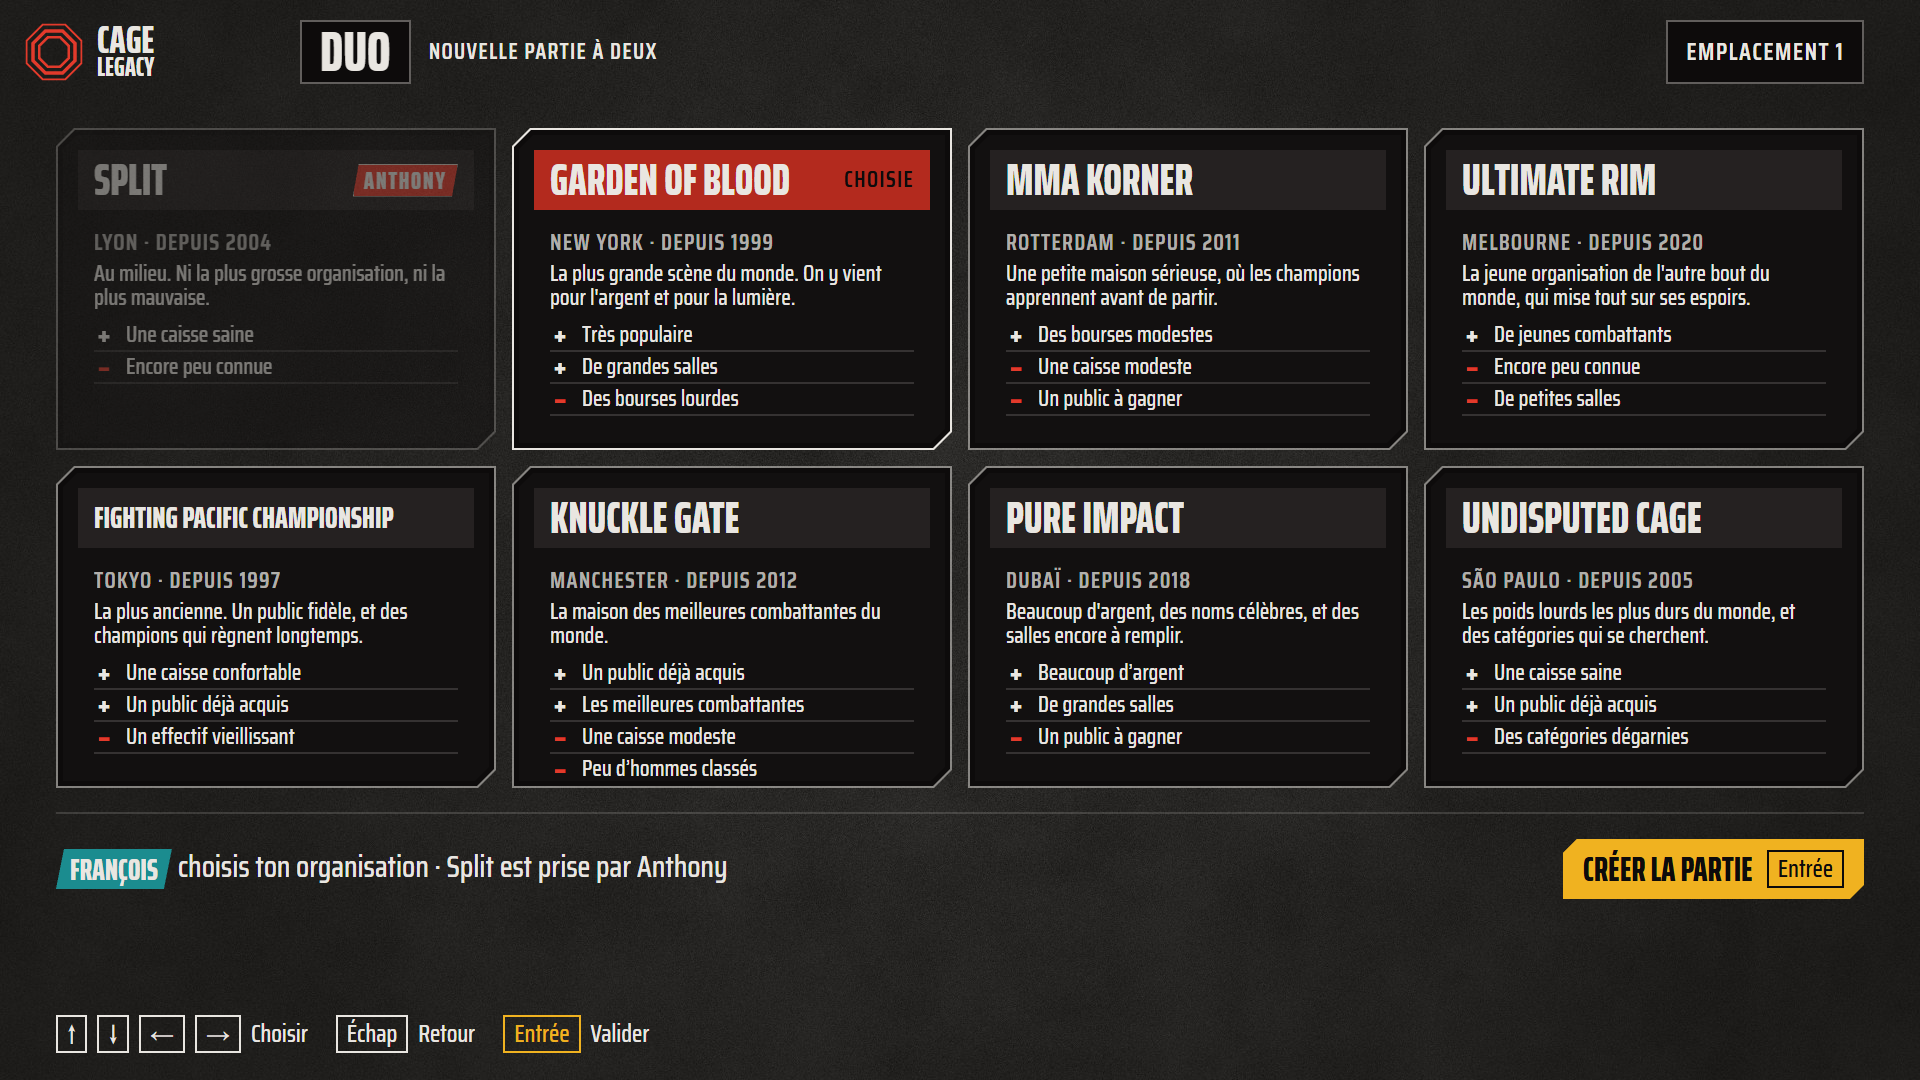 CAGE
LEGACY
DUO
NOUVELLE PARTIE À DEUX
EMPLACEMENT 1
SPLIT
ANTHONY
LYON · DEPUIS 2004
Au milieu. Ni la plus grosse organisation, ni la
plus mauvaise.
+ Une caisse saine
− Encore peu connue
GARDEN OF BLOOD
CHOISIE
NEW YORK · DEPUIS 1999
La plus grande scène du monde. On y vient
pour l'argent et pour la lumière.
+ Très populaire
+ De grandes salles
− Des bourses lourdes
MMA KORNER
ROTTERDAM · DEPUIS 2011
Une petite maison sérieuse, où les champions
apprennent avant de partir.
+ Des bourses modestes
− Une caisse modeste
− Un public à gagner
ULTIMATE RIM
MELBOURNE · DEPUIS 2020
La jeune organisation de l'autre bout du
monde, qui mise tout sur ses espoirs.
+ De jeunes combattants
− Encore peu connue
− De petites salles
FIGHTING PACIFIC CHAMPIONSHIP
TOKYO · DEPUIS 1997
La plus ancienne. Un public fidèle, et des
champions qui règnent longtemps.
+ Une caisse confortable
+ Un public déjà acquis
− Un effectif vieillissant
KNUCKLE GATE
MANCHESTER · DEPUIS 2012
La maison des meilleures combattantes du
monde.
+ Un public déjà acquis
+ Les meilleures combattantes
− Une caisse modeste
− Peu d’hommes classés
PURE IMPACT
DUBAÏ · DEPUIS 2018
Beaucoup d'argent, des noms célèbres, et des
salles encore à remplir.
+ Beaucoup d’argent
+ De grandes salles
− Un public à gagner
UNDISPUTED CAGE
SÃO PAULO · DEPUIS 2005
Les poids lourds les plus durs du monde, et
des catégories qui se cherchent.
+ Une caisse saine
+ Un public déjà acquis
− Des catégories dégarnies
FRANÇOIS choisis ton organisation · Split est prise par Anthony
CRÉER LA PARTIE Entrée
↑ ↓ ← → Choisir Échap Retour Entrée Valider